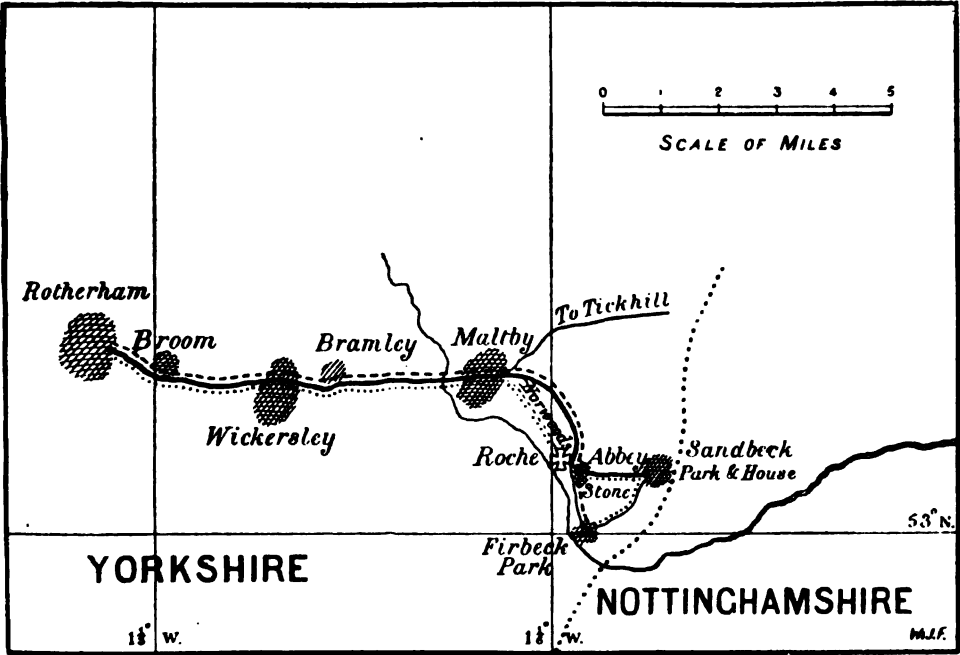 0 1 2 3 4 5
SCALE OF MILES
Rotherham
To Tickhill
Broom
Bramley
Maltby
Norwoods
Wickersley
Roche Abbey
Sandbeck
Park & House
Stone
53° N.
Firbeck
Park
YORKSHIRE
NOTTINGHAMSHIRE
W.
W.
W.J.F.